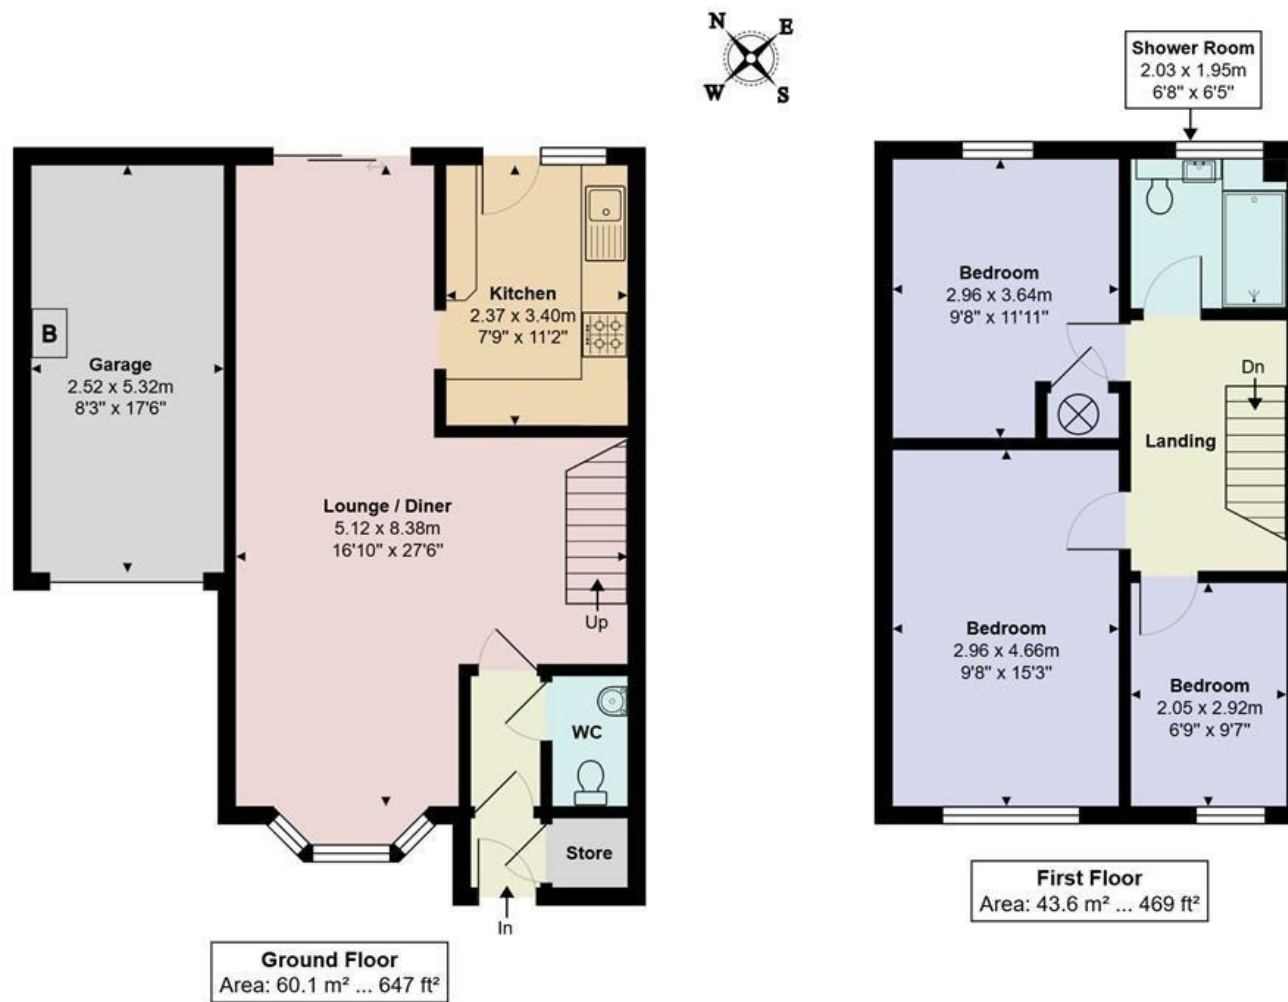 N
E
W
S
Shower Room
2.03 x 1.95m
6'8" x 6'5"
Kitchen
2.37 x 3.40m
7'9" x 11'2"
B
Garage
2.52 x 5.32m
8'3" x 17'6"
Lounge / Diner
5.12 x 8.38m
16'10" x 27'6"
Up
WC
Store
In
Ground Floor
Area: 60.1 m² ... 647 ft²
Bedroom
2.96 x 3.64m
9'8" x 11'11"
Dn
Landing
Bedroom
2.96 x 4.66m
9'8" x 15'3"
Bedroom
2.05 x 2.92m
6'9" x 9'7"
First Floor
Area: 43.6 m² ... 469 ft²